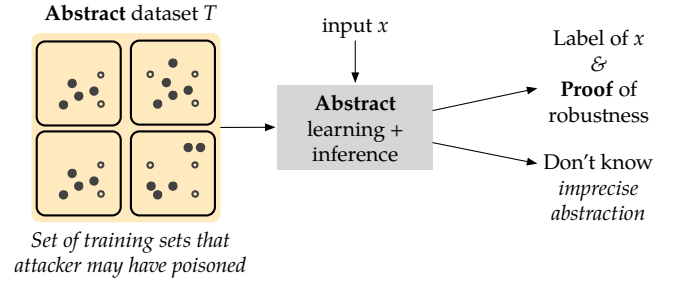 Abstract dataset T
input x
Abstract
learning +
inference
Label of x
&
Proof of
robustness
Don't know
imprecise
abstraction
Set of training sets that
attacker may have poisoned